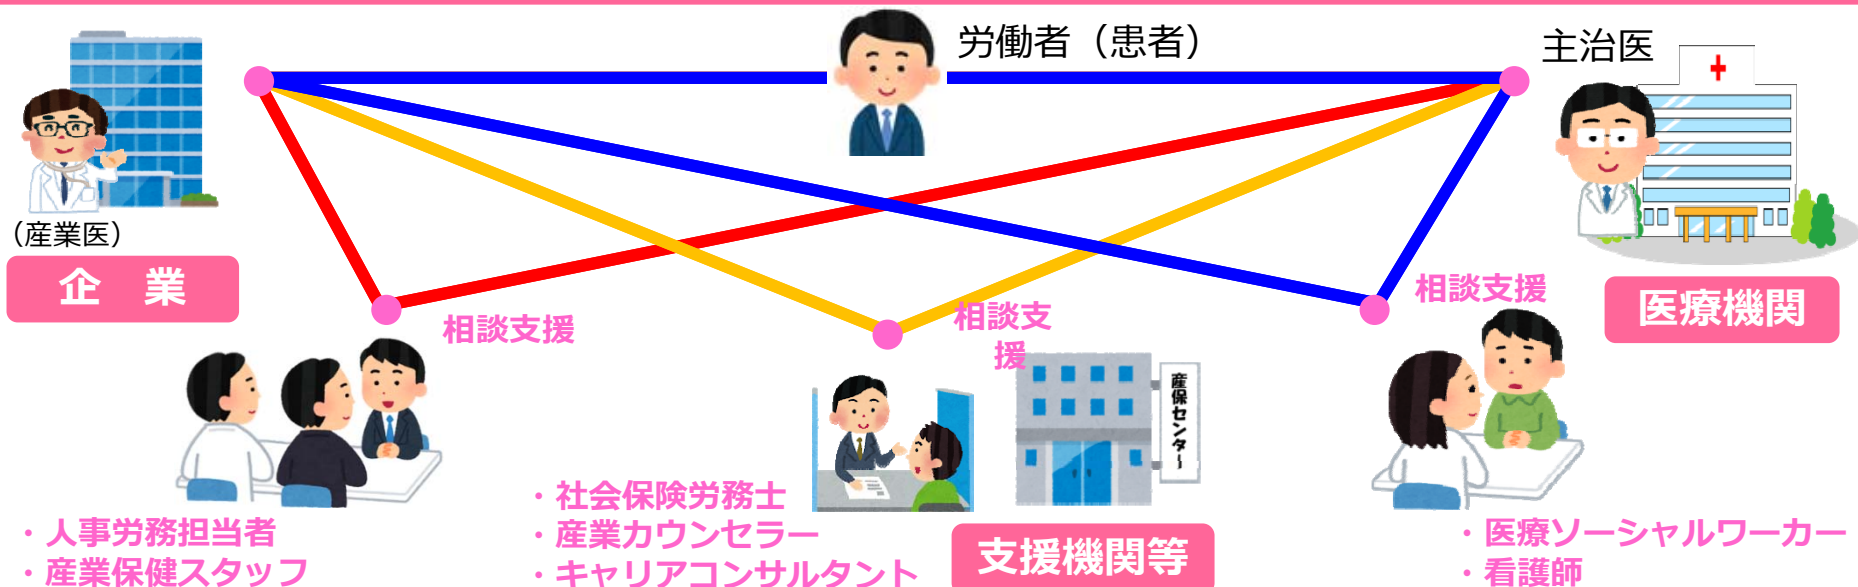 労働者（患者）
主治医
（産業医）
企　業
医療機関
相談支援
相談支
援
相談支援
産保センター
・人事労務担当者
・産業保健スタッフ
・社会保険労務士
・産業カウンセラー
・キャリアコンサルタント
支援機関等
・医療ソーシャルワーカー
・看護師